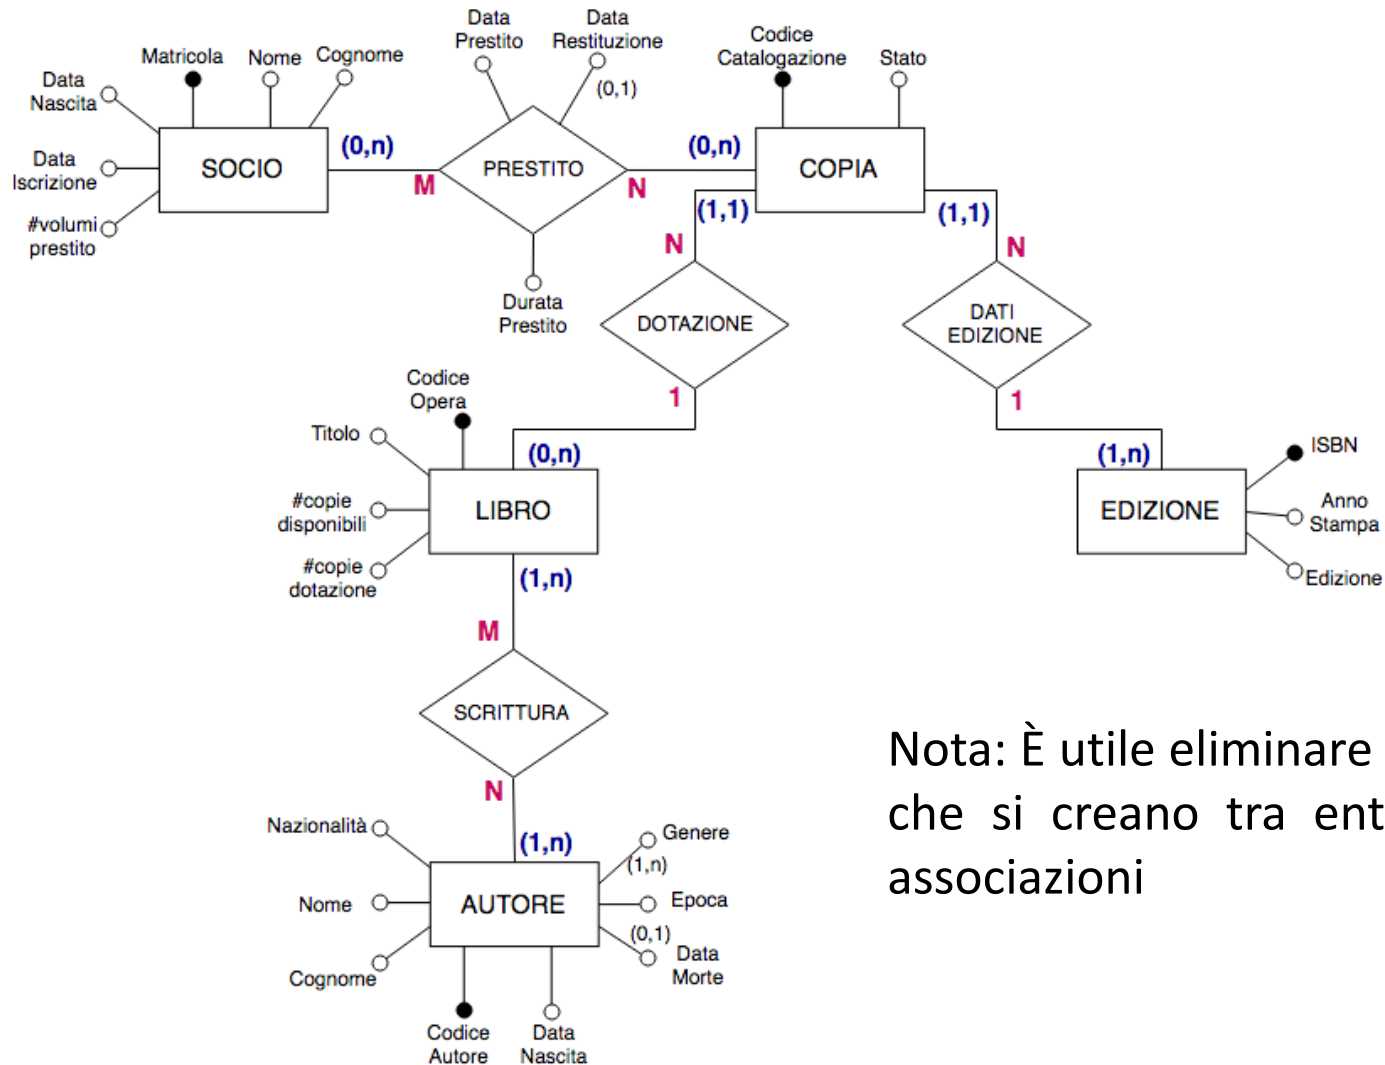 Data
Prestito
Data
Restituzione
(0,1)
Codice
Catalogazione
Stato
Matricola
Nome
Cognome
Data
Nascita
Data
Iscrizione
#volumi
prestito
SOCIO
(0,n)
M
PRESTITO
N
(0,n)
COPIA
Durata
Prestito
(1,1)
N
DOTAZIONE
1
(1,1)
N
DATI
EDIZIONE
1
Codice
Opera
Titolo
#copie
disponibili
#copie
dotazione
(0,n)
LIBRO
(1,n)
(1,n)
EDIZIONE
ISBN
Anno
Stampa
Edizione
M
SCRITTURA
N
(1,n)
Nazionalità
Nome
Cognome
AUTORE
Genere
(1,n)
Epoca
(0,1)
Data
Morte
Codice
Autore
Data
Nascita
Nota: È utile eliminare
che si creano tra ent
associazioni